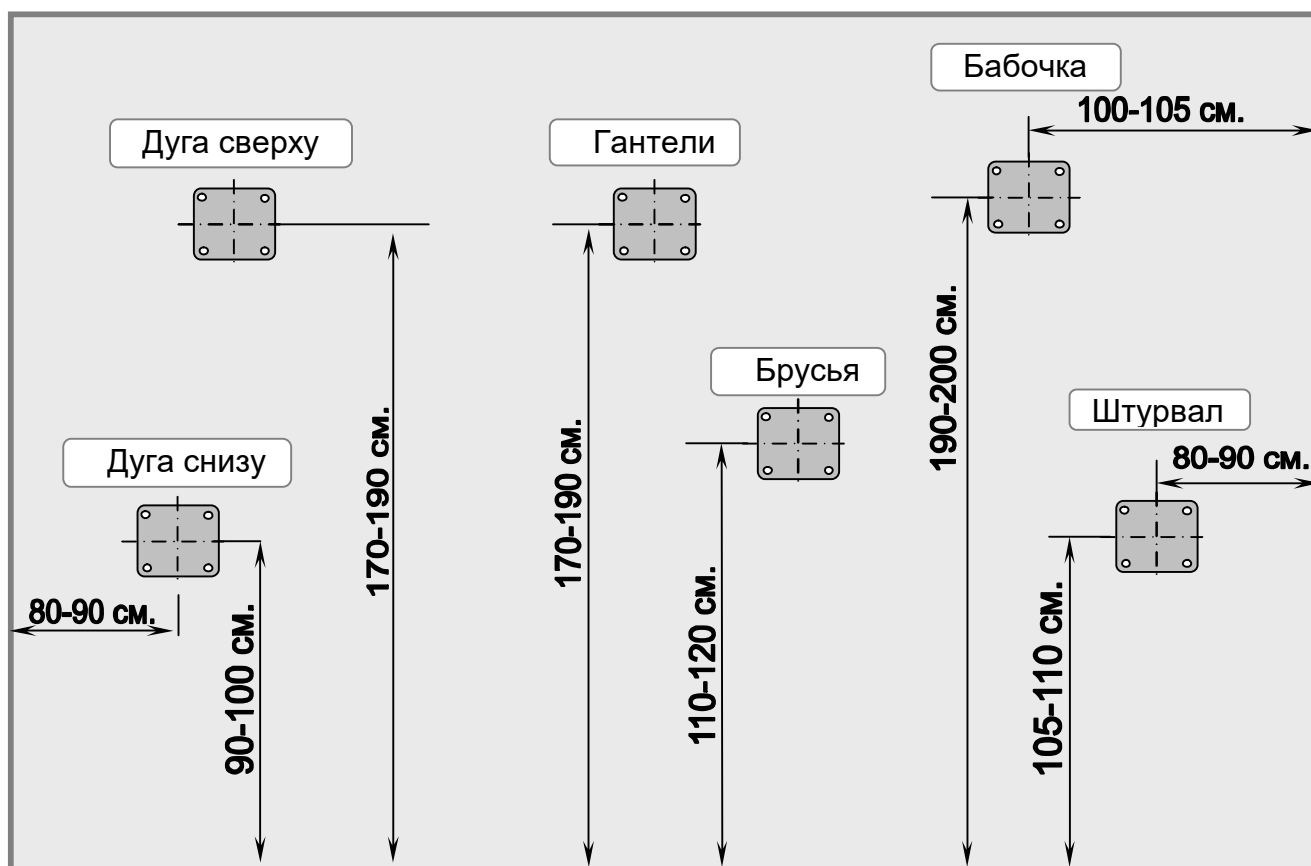 Бабочка
100-105 см.
Дуга сверху
Гантели
190-200 см.
Брусья
Штурвал
170-190 см.
170-190 см.
Дуга снизу
80-90 см.
80-90 см.
90-100 см.
110-120 см.
105-110 см.